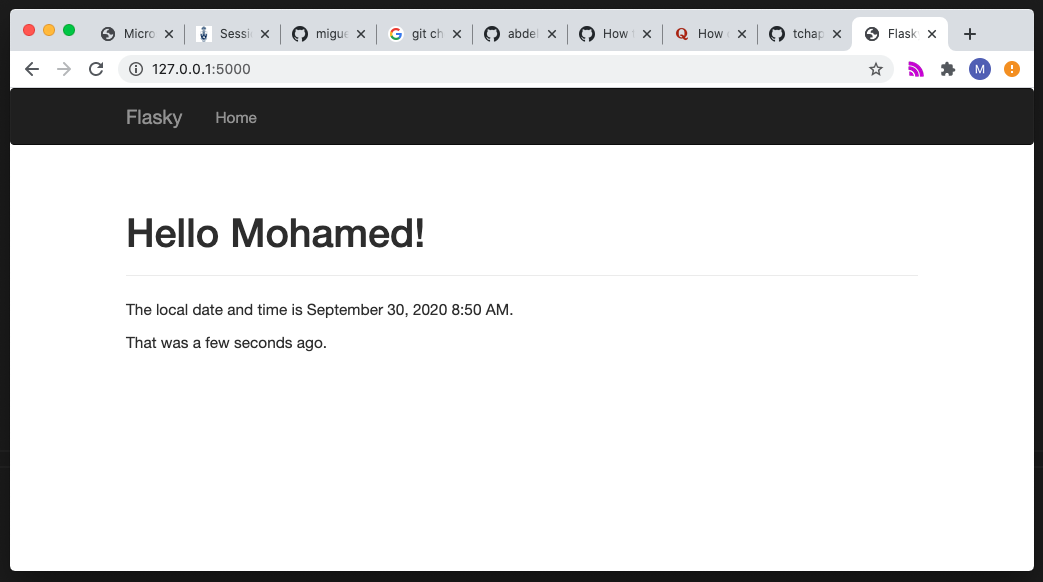 Micro
Sessi
migue
git ch
abdel
How t
How
tchap
Flask
127.0.0.1:5000
M
Flasky
Home
Hello Mohamed!
The local date and time is September 30, 2020 8:50 AM.
That was a few seconds ago.